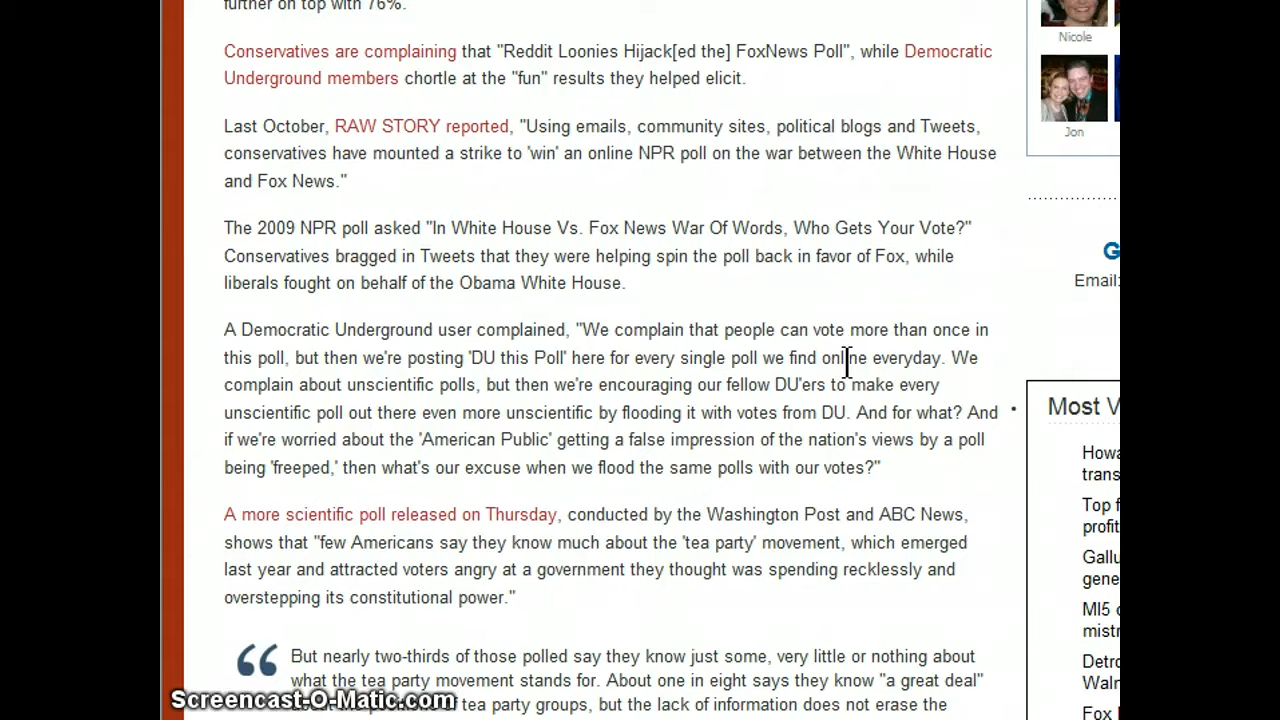 further on top with 76%.
Conservatives are complaining that "Reddit Loonies Hijack[ed the] FoxNews Poll", while Democratic
Underground members chortle at the "fun" results they helped elicit.
Last October, RAW STORY reported, "Using emails, community sites, political blogs and Tweets,
conservatives have mounted a strike to 'win' an online NPR poll on the war between the White House
and Fox News."
The 2009 NPR poll asked "In White House Vs. Fox News War Of Words, Who Gets Your Vote?"
Conservatives bragged in Tweets that they were helping spin the poll back in favor of Fox, while
liberals fought on behalf of the Obama White House.
A Democratic Underground user complained, "We complain that people can vote more than once in
this poll, but then we're posting 'DU this Poll' here for every single poll we find online everyday. We
complain about unscientific polls, but then we're encouraging our fellow DU'ers to make every
unscientific poll out there even more unscientific by flooding it with votes from DU. And for what? And
if we're worried about the 'American Public' getting a false impression of the nation's views by a poll
being 'freeped,' then what's our excuse when we flood the same polls with our votes?"
A more scientific poll released on Thursday, conducted by the Washington Post and ABC News,
shows that "few Americans say they know much about the 'tea party' movement, which emerged
last year and attracted voters angry at a government they thought was spending recklessly and
overstepping its constitutional power."
But nearly two-thirds of those polled say they know just some, very little or nothing about
what the tea party movement stands for. About one in eight says they know "a great deal"
tea party groups, but the lack of information does not erase the
Nicole
Jon
G
Email:
Most V
Howa
trans
Top f
profit
Gallu
gene
MI5
mistr
Detro
Waln
Fox
Screencast-O-Matic.com